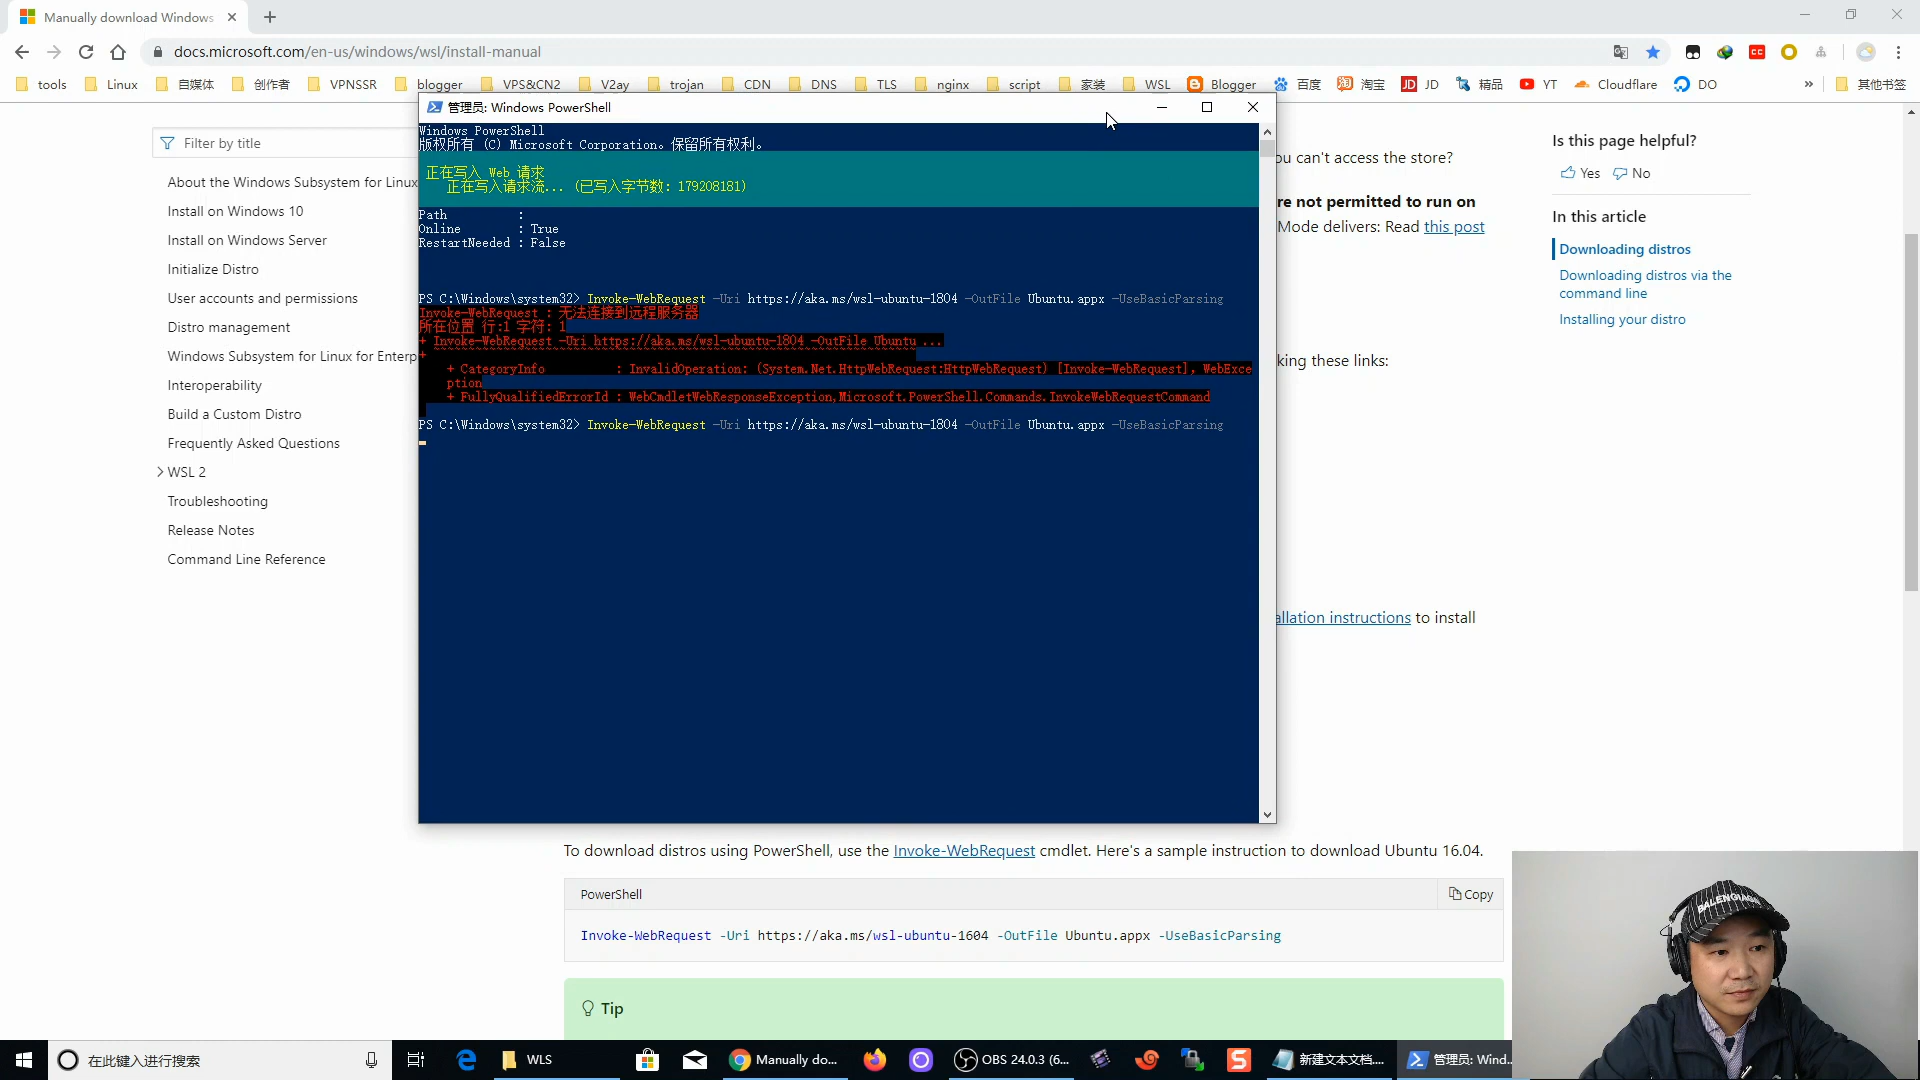 Manually download Windows
docs.microsoft.com/en-us/windows/wsl/install-manual
tools
Linux
自媒体
创作者
VPNSSR
blogger
VPS&CN2
V2ay
trojan
CDN
DNS
TLS
nginx
script
家装
WSL
Blogger
百度
淘宝
JD
JD
精品
YT
Cloudflare
DO
»
其他书签
Filter by title
About the Windows Subsystem for Linux
Install on Windows 10
Install on Windows Server
Initialize Distro
User accounts and permissions
Distro management
Windows Subsystem for Linux for Enterp
Interoperability
Build a Custom Distro
Frequently Asked Questions
WSL 2
Troubleshooting
Release Notes
Command Line Reference
管理员: Windows PowerShell
Windows PowerShell
版权所有 (C) Microsoft Corporation。保留所有权利。
正在写入 Web 请求
正在写入请求流... (已写入字节数: 179208181)
Path          :
Online        : True
RestartNeeded : False
PS C:\Windows\system32> Invoke-WebRequest -Uri https://aka.ms/wsl-ubuntu-1804 -OutFile Ubuntu.appx -UseBasicParsing
Invoke-WebRequest : 无法连接到远程服务器
所在位置 行:1 字符: 1
+ Invoke-WebRequest -Uri https://aka.ms/wsl-ubuntu-1804 -OutFile Ubuntu ...
+
+ CategoryInfo          : InvalidOperation: (System.Net.HttpWebRequest:HttpWebRequest) [Invoke-WebRequest], WebExce
ption
+ FullyQualifiedErrorId : WebCmdletWebResponseException,Microsoft.PowerShell.Commands.InvokeWebRequestCommand
PS C:\Windows\system32> Invoke-WebRequest -Uri https://aka.ms/wsl-ubuntu-1804 -OutFile Ubuntu.appx -UseBasicParsing
ou can't access the store?
re not permitted to run on
Mode delivers: Read this post
king these links:
allation instructions to install
To download distros using PowerShell, use the Invoke-WebRequest cmdlet. Here's a sample instruction to download Ubuntu 16.04.
PowerShell
Copy
Invoke-WebRequest -Uri https://aka.ms/wsl-ubuntu-1604 -OutFile Ubuntu.appx -UseBasicParsing
Tip
Is this page helpful?
Yes
No
In this article
Downloading distros
Downloading distros via the
command line
Installing your distro
BALENCIAGA
在此键入进行搜索
WLS
Manually do...
OBS 24.0.3 (6...
新建文本文档....
管理员: Wind...